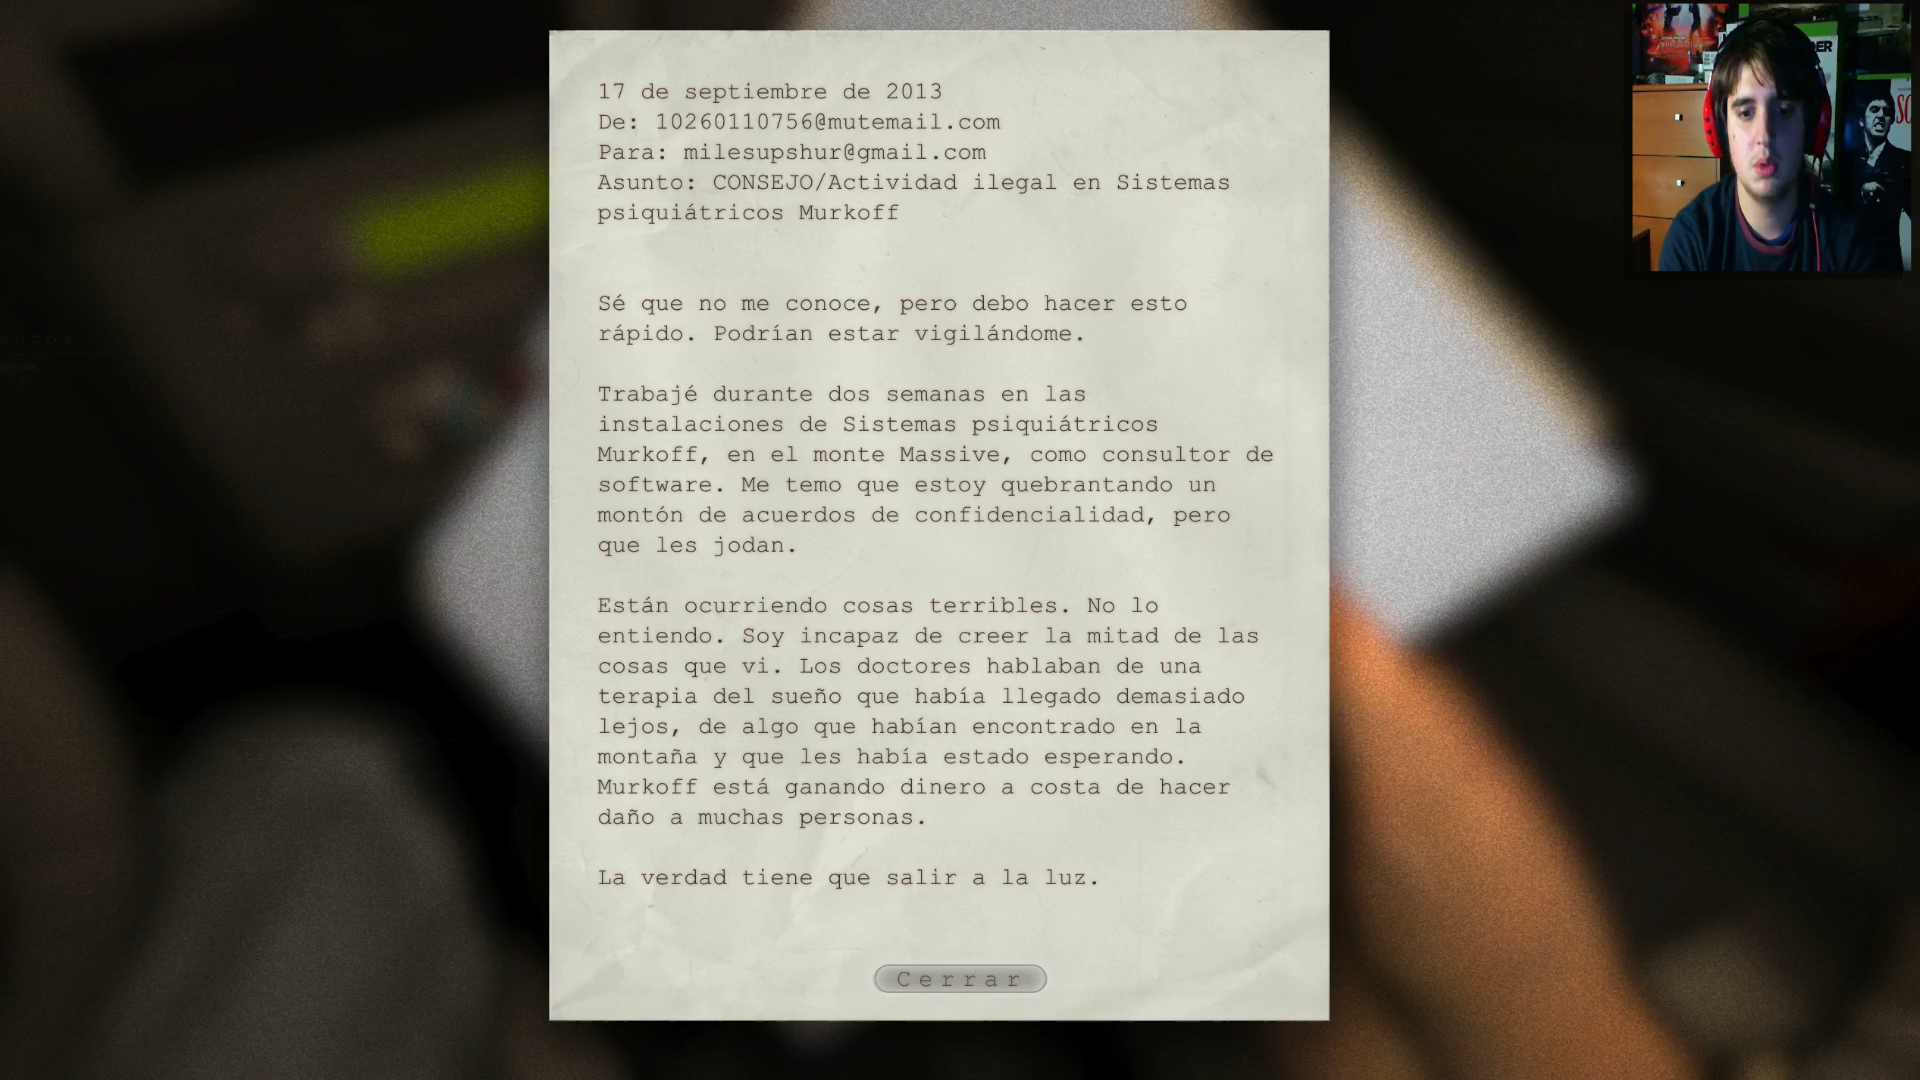 17 de septiembre de 2013
De: 10260110756@mutemail.com
Para: milesupshur@gmail.com
Asunto: CONSEJO/Actividad ilegal en Sistemas
psiquiátricos Murkoff
Sé que no me conoce, pero debo hacer esto
rápido. Podrían estar vigilándome.
Trabajé durante dos semanas en las
instalaciones de Sistemas psiquiátricos
Murkoff, en el monte Massive, como consultor de
software. Me temo que estoy quebrantando un
montón de acuerdos de confidencialidad, pero
que les jodan.
Están ocurriendo cosas terribles. No lo
entiendo. Soy incapaz de creer la mitad de las
cosas que vi. Los doctores hablaban de una
terapia del sueño que había llegado demasiado
lejos, de algo que habían encontrado en la
montaña y que les había estado esperando.
Murkoff está ganando dinero a costa de hacer
daño a muchas personas.
La verdad tiene que salir a la luz.
Cerrar